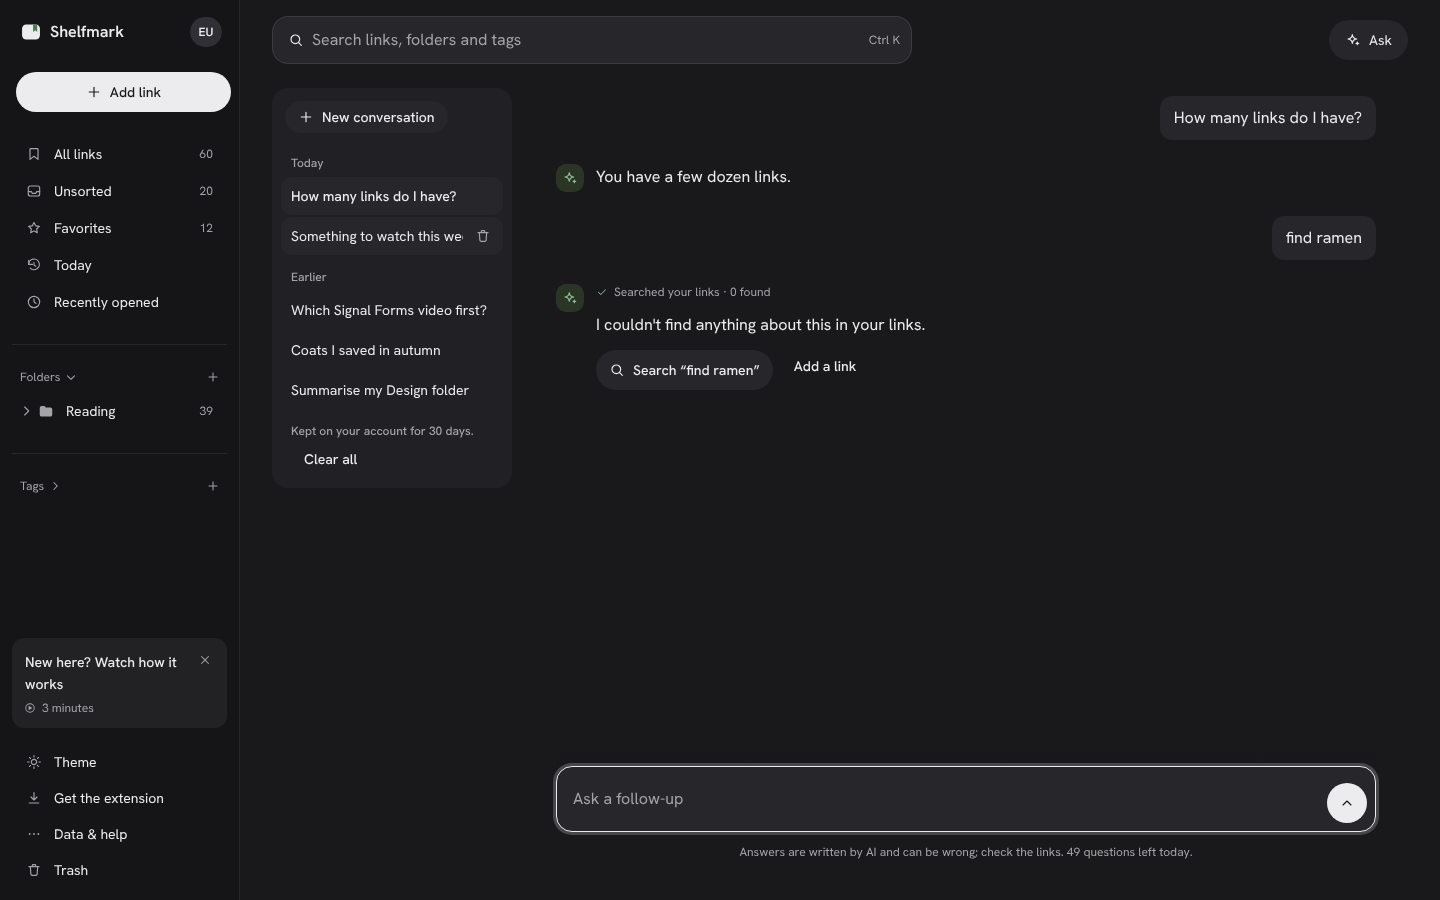 Shelfmark
EU
Add link
All links 60
Unsorted 20
Favorites 12
Today
Recently opened
Folders
Reading 39
Tags
New here? Watch how it
works
3 minutes
Theme
Get the extension
Data & help
Trash
Search links, folders and tags Ctrl K
Ask
New conversation
Today
How many links do I have?
Something to watch this we
Earlier
Which Signal Forms video first?
Coats I saved in autumn
Summarise my Design folder
Kept on your account for 30 days.
Clear all
How many links do I have?
You have a few dozen links.
find ramen
Searched your links · 0 found
I couldn't find anything about this in your links.
Search “find ramen” Add a link
Ask a follow-up
Answers are written by AI and can be wrong; check the links. 49 questions left today.